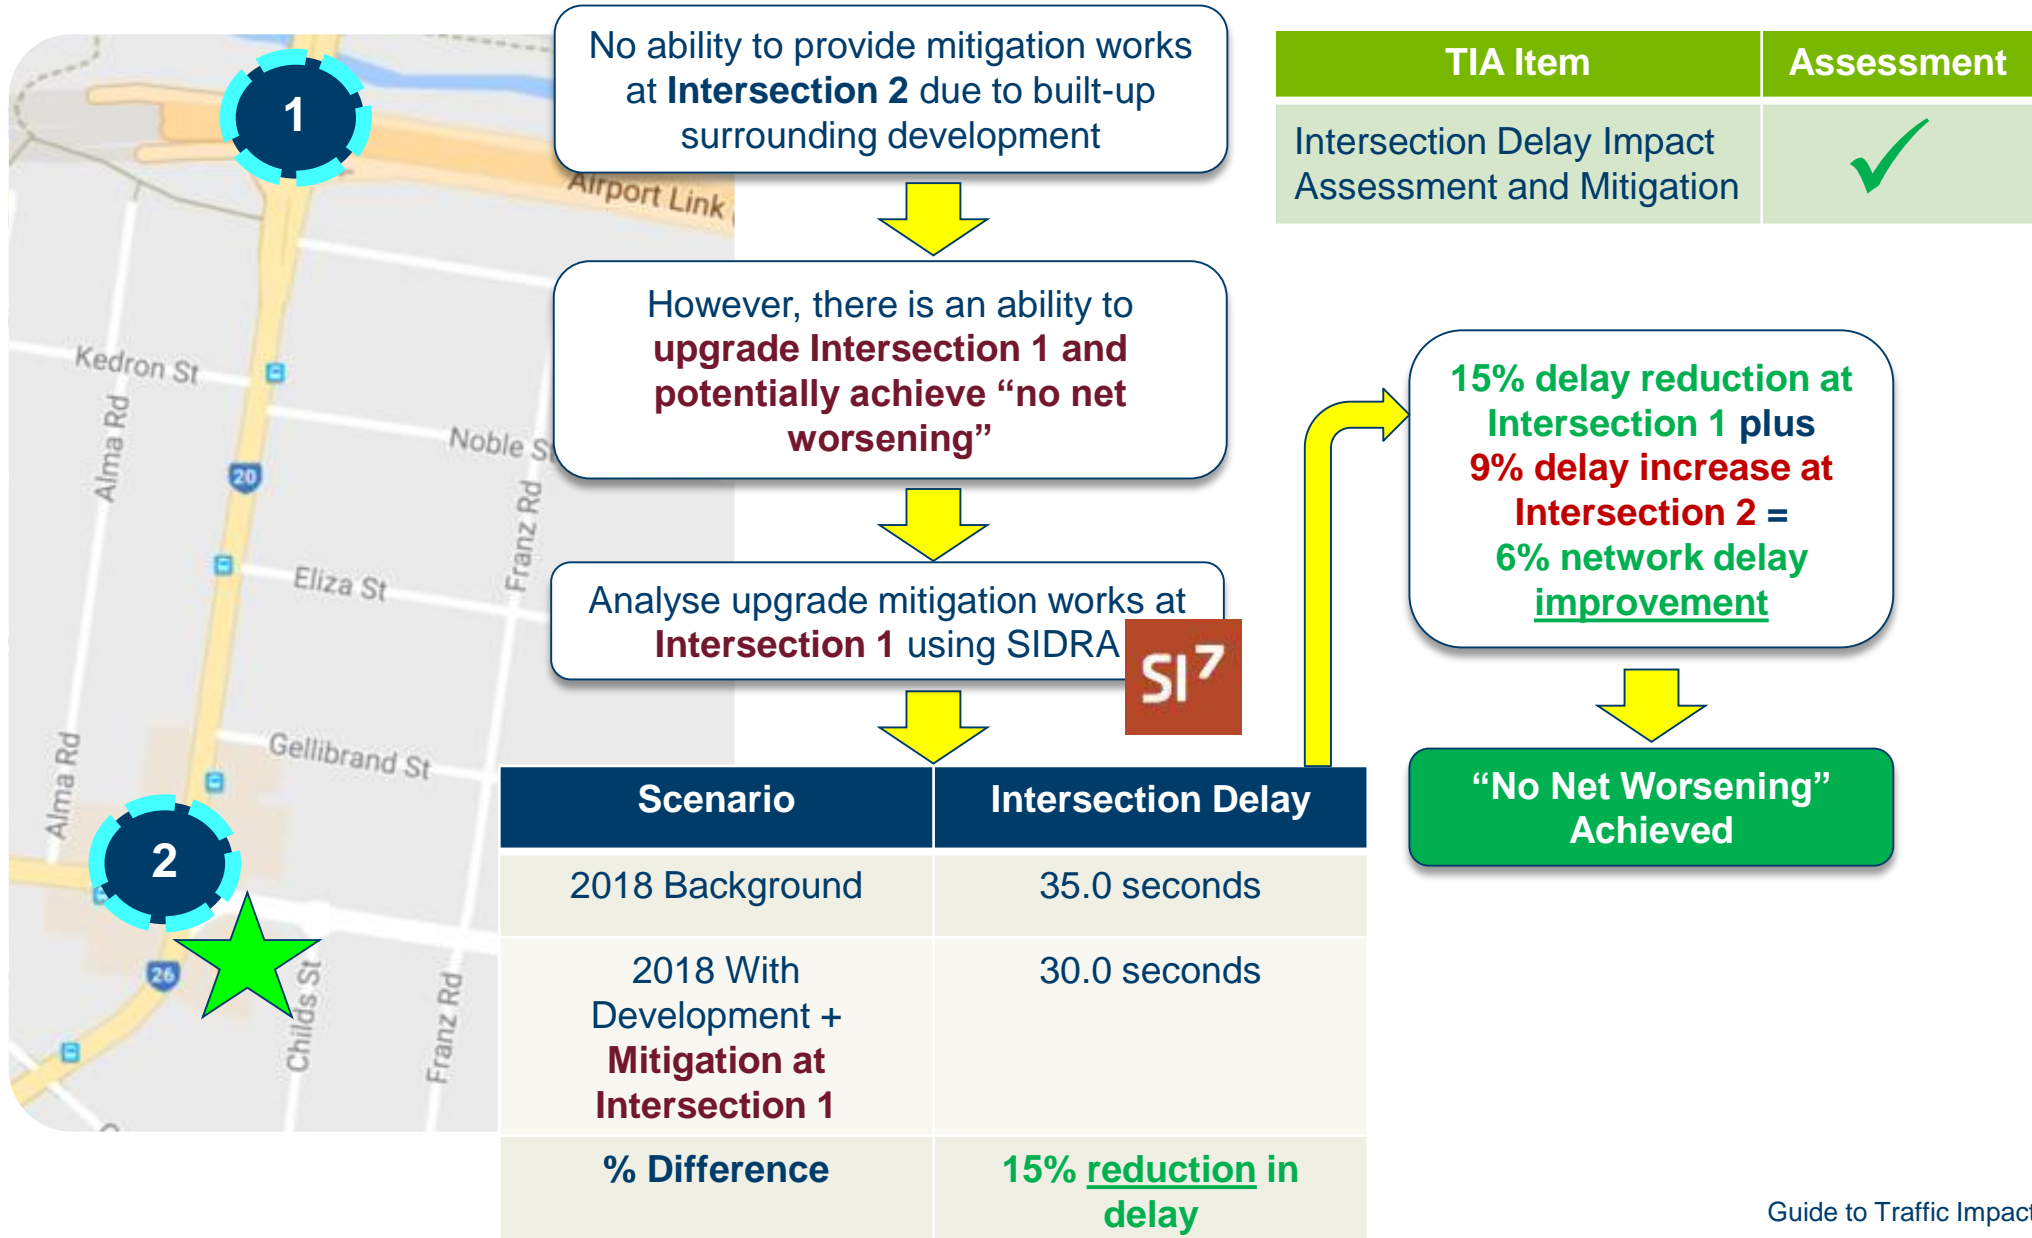 No ability to provide mitigation works
at Intersection 2 due to built-up
surrounding development
However, there is an ability to
upgrade Intersection 1 and
potentially achieve “no net
worsening”
Analyse upgrade mitigation works at
Intersection 1 using SIDRA
SI7
Scenario Intersection Delay
2018 Background 35.0 seconds
2018 With 30.0 seconds
Development +
Mitigation at
Intersection 1
% Difference 15% reduction in
delay
TIA Item Assessment
Intersection Delay Impact
Assessment and Mitigation
15% delay reduction at
Intersection 1 plus
9% delay increase at
Intersection 2 =
6% network delay
improvement
“No Net Worsening”
Achieved
1
Airport Link
Kedron St
Alma Rd
Noble St
20
Franz Rd
Eliza St
Gellibrand St
Alma Rd
2
26
Childs St
Franz Rd
Guide to Traffic Impact